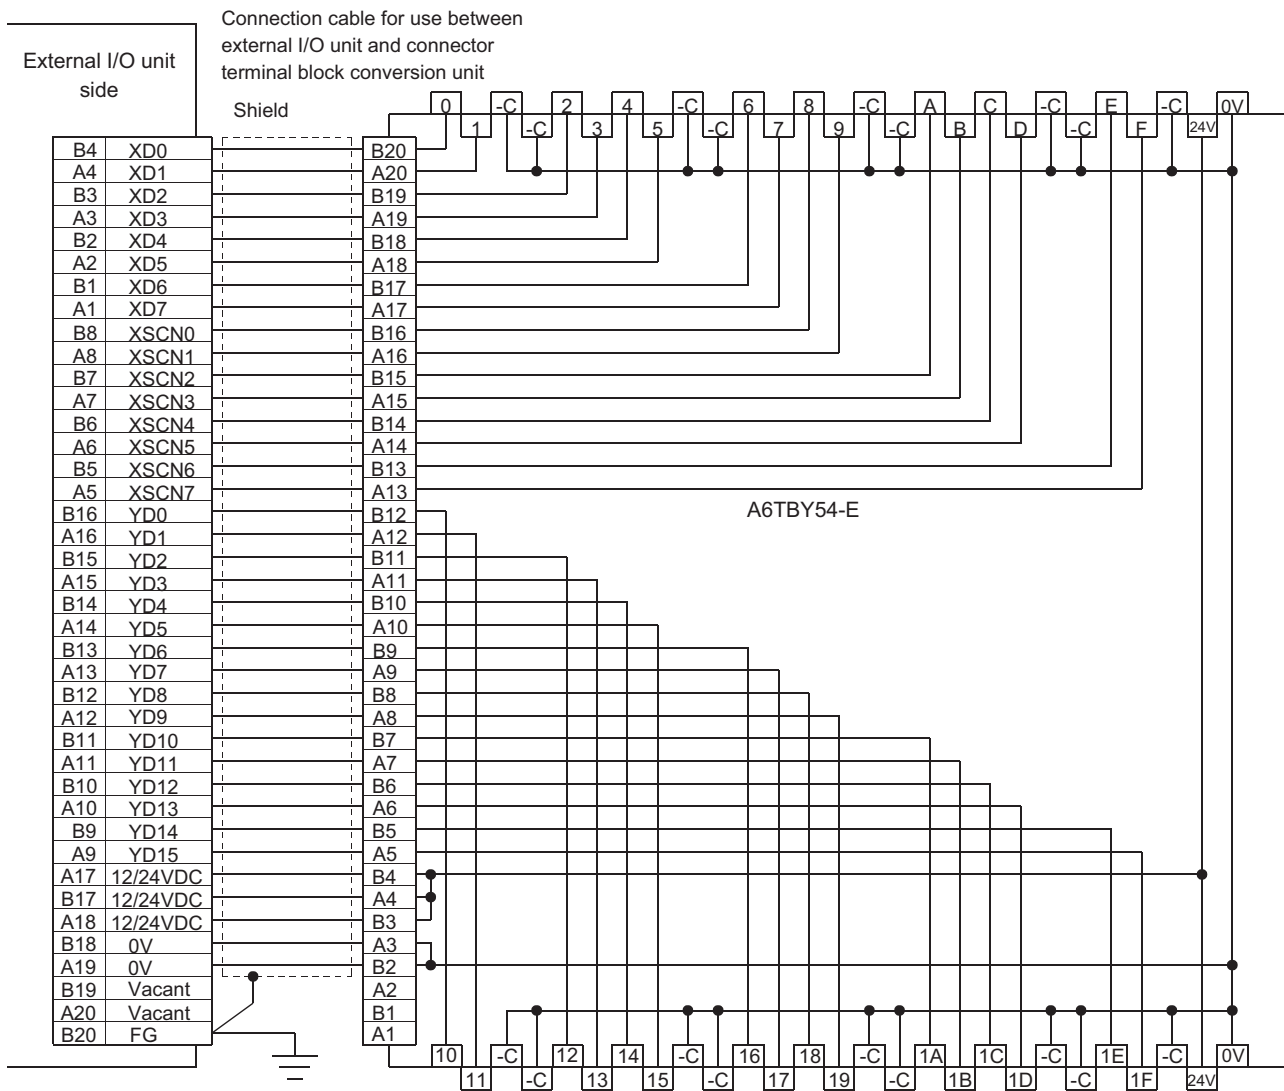 Connection cable for use between
external I/O unit and connector
terminal block conversion unit
External I/O unit
side
Shield
0 -C 2 4 -C 6 8 -C A C -C E -C 0V
1 -C 3 5 -C 7 9 -C B D -C F 24V
B4 XD0 B20
A4 XD1 A20
B3 XD2 B19
A3 XD3 A19
B2 XD4 B18
A2 XD5 A18
B1 XD6 B17
A1 XD7 A17
B8 XSCN0 B16
A8 XSCN1 A16
B7 XSCN2 B15
A7 XSCN3 A15
B6 XSCN4 B14
A6 XSCN5 A14
B5 XSCN6 B13
A5 XSCN7 A13
A6TBY54-E
B16 YD0 B12
A16 YD1 A12
B15 YD2 B11
A15 YD3 A11
B14 YD4 B10
A14 YD5 A10
B13 YD6 B9
A13 YD7 A9
B12 YD8 B8
A12 YD9 A8
B11 YD10 B7
A11 YD11 A7
B10 YD12 B6
A10 YD13 A6
B9 YD14 B5
A9 YD15 A5
A17 12/24VDC B4
B17 12/24VDC A4
A18 12/24VDC B3
B18 0V A3
A19 0V B2
B19 Vacant A2
A20 Vacant B1
B20 FG A1
10 -C 12 14 -C 16 18 -C 1A 1C -C 1E -C 0V
11 -C 13 15 -C 17 19 -C 1B 1D -C 1F 24V